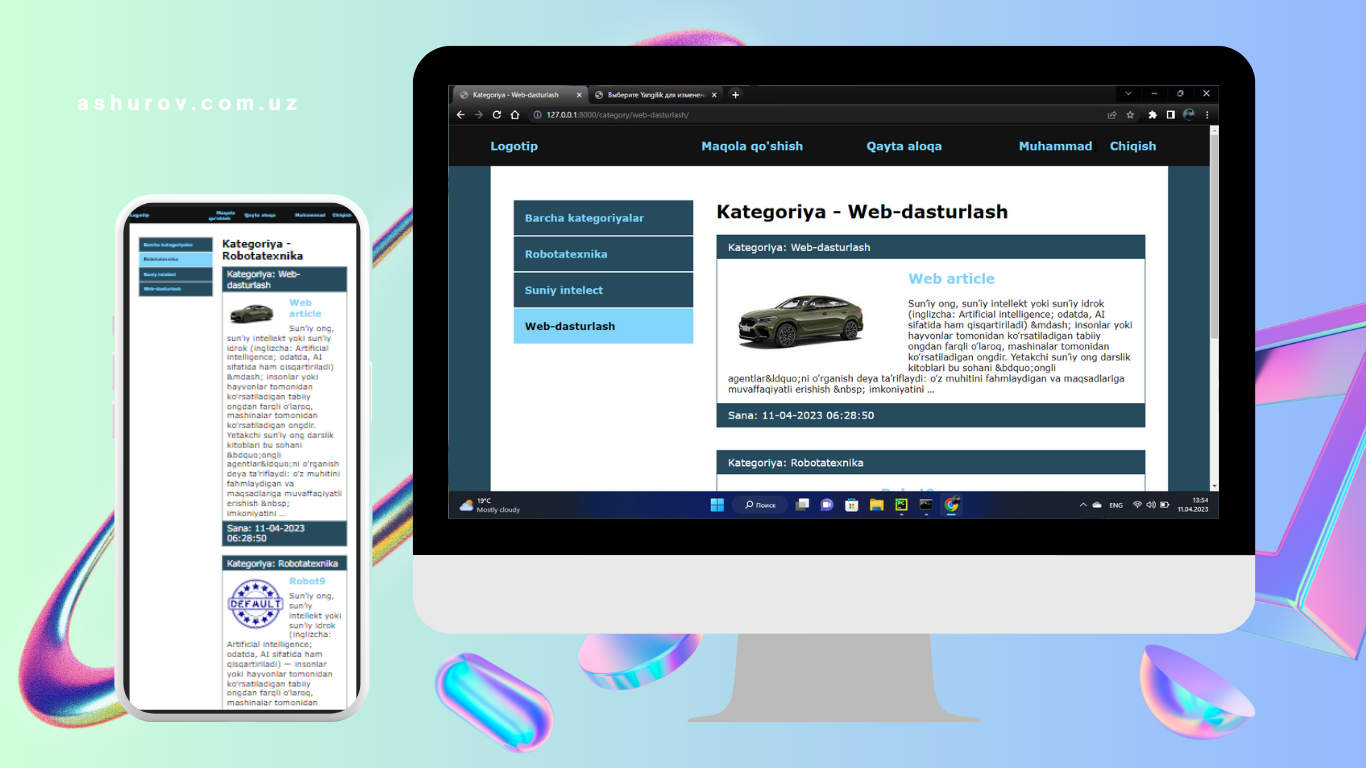 ashurov.com.uz
Logotip
Maqola qo'shish
Qayta aloqa
Muhammad
Chiqish
Barcha kategoriyalar
Robotatexnika
Suniy intelect
Web-dasturlash
Kategoriya -
Robotatexnika
Kategoriya: Web-
dasturlash
Web
article
Sun’iy ong,
sun’iy intellekt yoki sun’iy
idrok (inglizcha: Artificial
intelligence; odatda, AI
sifatida ham qisqartiriladi)
&mdash; insonlar yoki
hayvonlar tomonidan
ko‘rsatiladigan tabiiy
ongdan farqli o‘laroq,
mashinalar tomonidan
ko‘rsatiladigan ongdir.
Yetakchi sun’iy ong darslik
kitoblari bu sohani
&bdquo;ongli
agentlar&ldquo;ni o‘rganish
deya ta’riflaydi: o‘z muhitini
fahmlaydigan va
maqsadlariga muvaffaqiyatli
erishish &nbsp;
imkoniyatini ...
Sana: 11-04-2023
06:28:50
Kategoriya: Robotatexnika
DEFAULT
Robot9
Sun’iy ong,
sun’iy
intellekt yoki
sun’iy idrok
(inglizcha:
Artificial intelligence;
odatda, AI sifatida ham
qisqartiriladi) — insonlar
yoki hayvonlar tomonidan
ko‘rsatiladigan tabiiy
ongdan farqli o‘laroq,
mashinalar tomonidan
Kategoriya - Web-dasturlash
Выберите Yangilik для изменен
127.0.0.1:8000/category/web-dasturlash/
Logotip Maqola qo'shish Qayta aloqa Muhammad Chiqish
Barcha kategoriyalar
Robotatexnika
Suniy intelect
Web-dasturlash
Kategoriya - Web-dasturlash
Kategoriya: Web-dasturlash
Web article
Sun’iy ong, sun’iy intellekt yoki sun’iy idrok
(inglizcha: Artificial intelligence; odatda, AI
sifatida ham qisqartiriladi) &mdash; insonlar yoki
hayvonlar tomonidan ko‘rsatiladigan tabiiy
ongdan farqli o‘laroq, mashinalar tomonidan
ko‘rsatiladigan ongdir. Yetakchi sun’iy ong darslik
kitoblari bu sohani &bdquo;ongli
agentlar&ldquo;ni o‘rganish deya ta’riflaydi: o‘z muhitini fahmlaydigan va maqsadlariga
muvaffaqiyatli erishish &nbsp; imkoniyatini ...
Sana: 11-04-2023 06:28:50
Kategoriya: Robotatexnika
19°C
Mostly cloudy
Поиск
ENG
13:54
11.04.2023